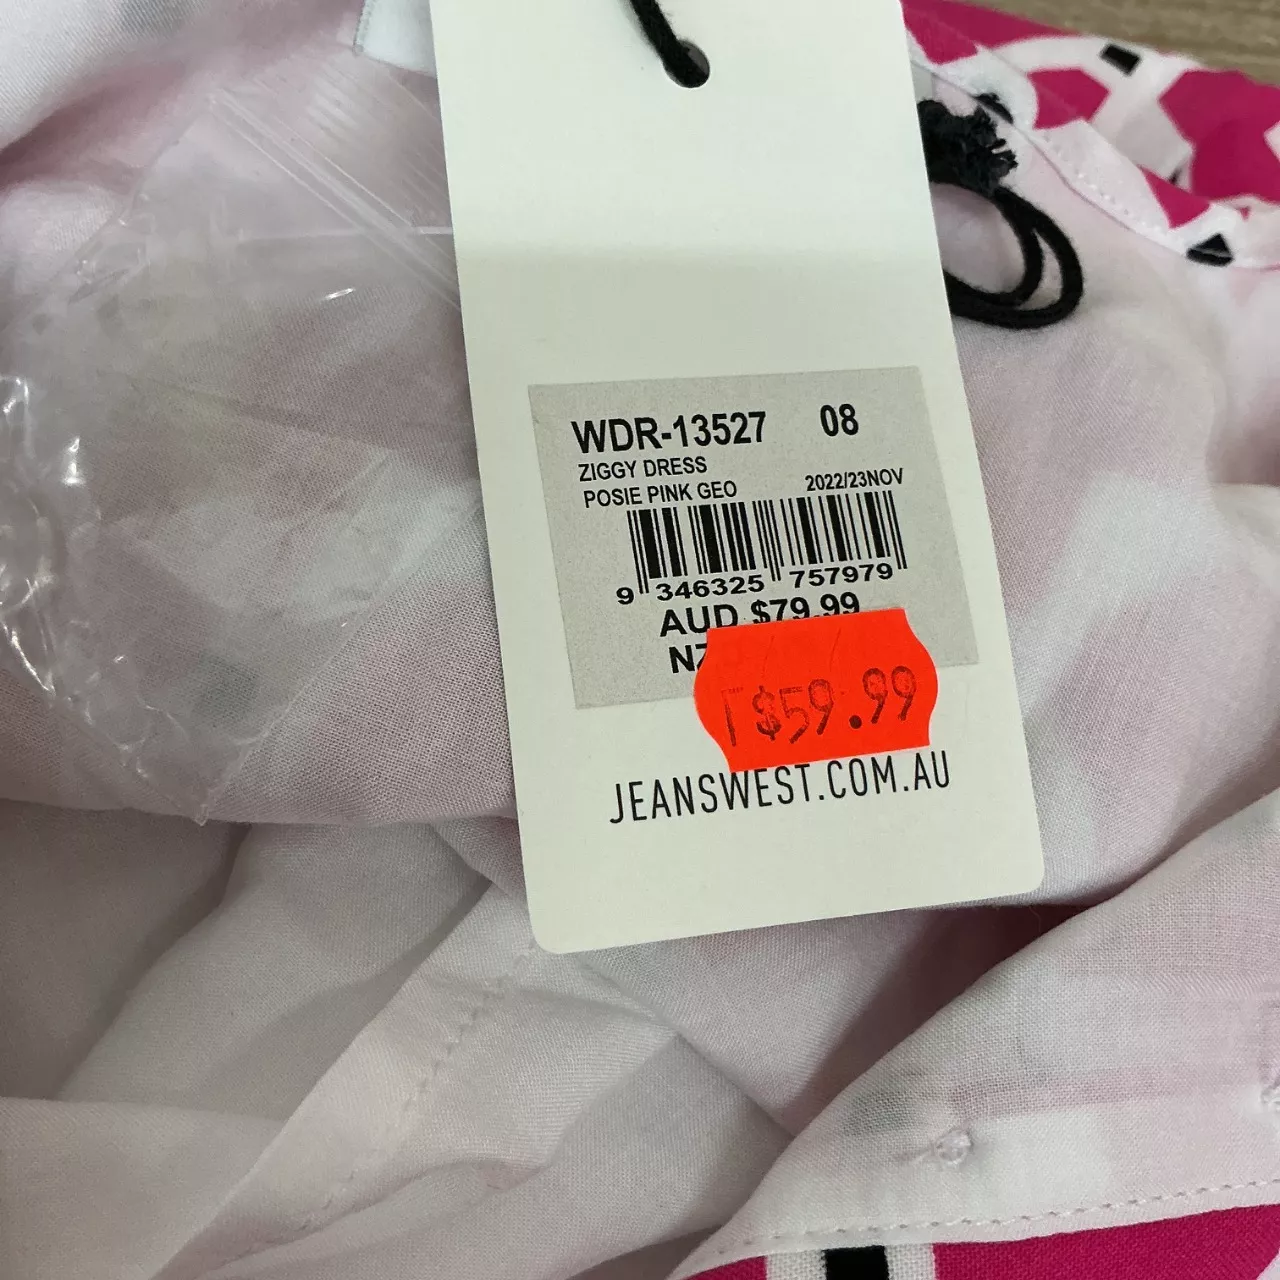 WDR-13527 08
ZIGGY DRESS
POSIE PINK GEO 2022/23NOV
9 346325 757979
AUD $79.99
$59.99
JEANSWEST.COM.AU